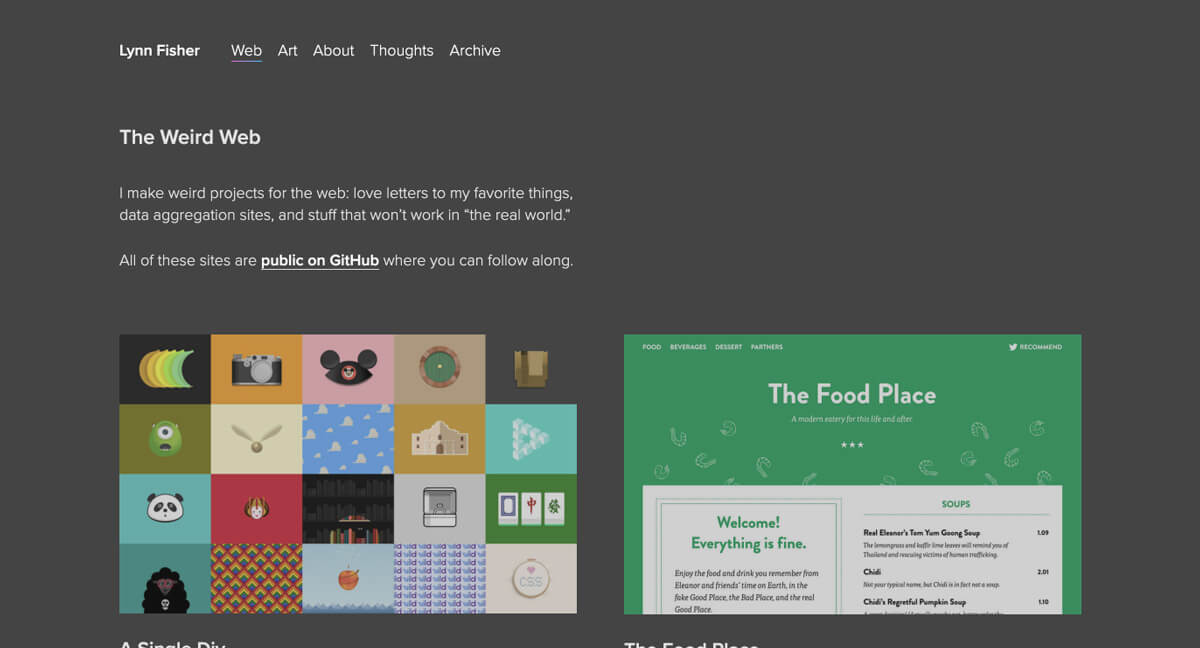 Lynn Fisher Web Art About Thoughts Archive
The Weird Web
I make weird projects for the web: love letters to my favorite things,
data aggregation sites, and stuff that won’t work in “the real world.”
All of these sites are public on GitHub where you can follow along.
中 發
CSS
FOOD BEVERAGES DESSERT PARTNERS RECOMMEND
The Food Place
A modern eatery for this life and after.
Welcome!
Everything is fine.
Enjoy the food and drink you remember from
Eleanor and friends’ time on Earth, in the
fake Good Place, the Bad Place, and the real
Good Place.
SOUPS
Real Eleanor’s Tom Yum Goong Soup 1.09
The lemongrass and kaffir lime leaves will remind you of
Thailand and rescuing victims of human trafficking.
Chidi 2.01
Not your typical name, but Chidi is in fact not a soup.
Chidi’s Regretful Pumpkin Soup 1.10
A Single Div
The Food Place